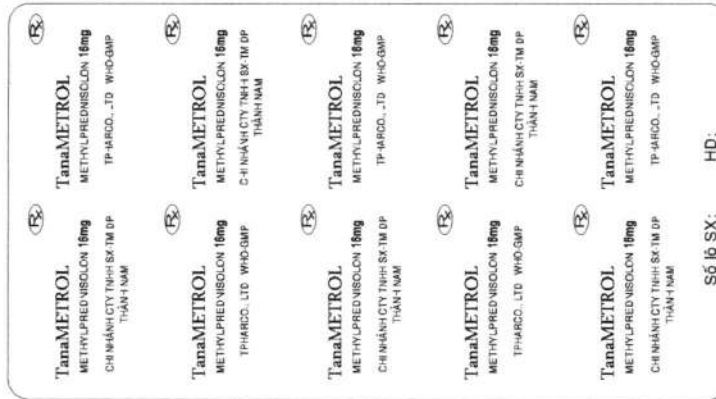 Rx
TanaMETROL
METHYLPREDNISOLON 16mg
CHI NHÁNH CTY TNHH SX-TM DP
THÀNH NAM
Rx
TanaMETROL
METHYLPREDNISOLON 16mg
TPHARCO., LTD WHO-GMP
Rx
TanaMETROL
METHYLPREDNISOLON 16mg
TPHARCO., LTD WHO-GMP
Rx
TanaMETROL
METHYLPREDNISOLON 16mg
CHI NHÁNH CTY TNHH SX-TM DP
THÀNH NAM
Rx
TanaMETROL
METHYLPREDNISOLON 16mg
CHI NHÁNH CTY TNHH SX-TM DP
THÀNH NAM
Rx
TanaMETROL
METHYLPREDNISOLON 16mg
TPHARCO., LTD WHO-GMP
Rx
TanaMETROL
METHYLPREDNISOLON 16mg
TPHARCO., LTD WHO-GMP
Rx
TanaMETROL
METHYLPREDNISOLON 16mg
CHI NHÁNH CTY TNHH SX-TM DP
THÀNH NAM
Rx
TanaMETROL
METHYLPREDNISOLON 16mg
CHI NHÁNH CTY TNHH SX-TM DP
THÀNH NAM
Rx
TanaMETROL
METHYLPREDNISOLON 16mg
TPHARCO., LTD WHO-GMP
Số lô SX: HD: